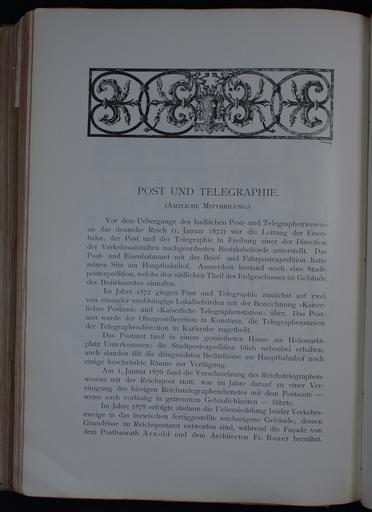 POST UND TELEGRAPHIE.
(AMTLICHE MITTHEILUNG.)
Vor dem Uebergange des badischen Post- und Telegraphenwesens
an das deutsche Reich (1. Januar 1872) war die Leitung der Eisen-
bahn, der Post und der Telegraphie in Freiburg einer der Direction
der Verkehrsanstalten nachgeordneten Bezirksbehörde unterstellt. Das
Post- und Eisenbahnamt mit der Brief- und Fahrpostexpedition hatte
seinen Sitz am Hauptbahnhof. Ausserdem bestand noch eine Stadt-
postexpedition, welche den südlichen Theil des Erdgeschosses im Gebäude
des Bezirksamtes einnahm.
Im Jahre 1872 gingen Post und Telegraphie zunächst auf zwei
von einander unabhängige Lokalbehörden mit der Bezeichnung «Kaiser-
liches Postamt» und «Kaiserliche Telegraphenstation» über. Das Post-
amt wurde der Oberpostdirection in Konstanz, die Telegraphenstation
der Telegraphendirection in Karlsruhe zugetheilt.
Das Postamt fand in einem gemietheten Hause am Holzmarkt-
platz Unterkommen; die Stadtpostexpedition blieb nebenbei erhalten,
auch standen für die dringendsten Bedürfnisse am Hauptbahnhof noch
einige beschränkte Räume zur Verfügung.
Am 1. Januar 1876 fand die Verschmelzung des Reichstelegraphen-
wesens mit der Reichspost statt, was im Jahre darauf zu einer Ver-
einigung des hiesigen Reichstelegraphendienstes mit dem Postamte —
wenn auch vorläufig in getrennten Gebäulichkeiten — führte.
Im Jahre 1878 erfolgte alsdann die Uebersiedelung beider Verkehrs-
zweige in das inzwischen fertiggestellte reichseigene Gebäude, dessen
Grundrisse im Reichspostamt entworfen sind, während die Façade von
dem Postbaurath Arnold und dem Architecten Fr. Bauer herrührt.